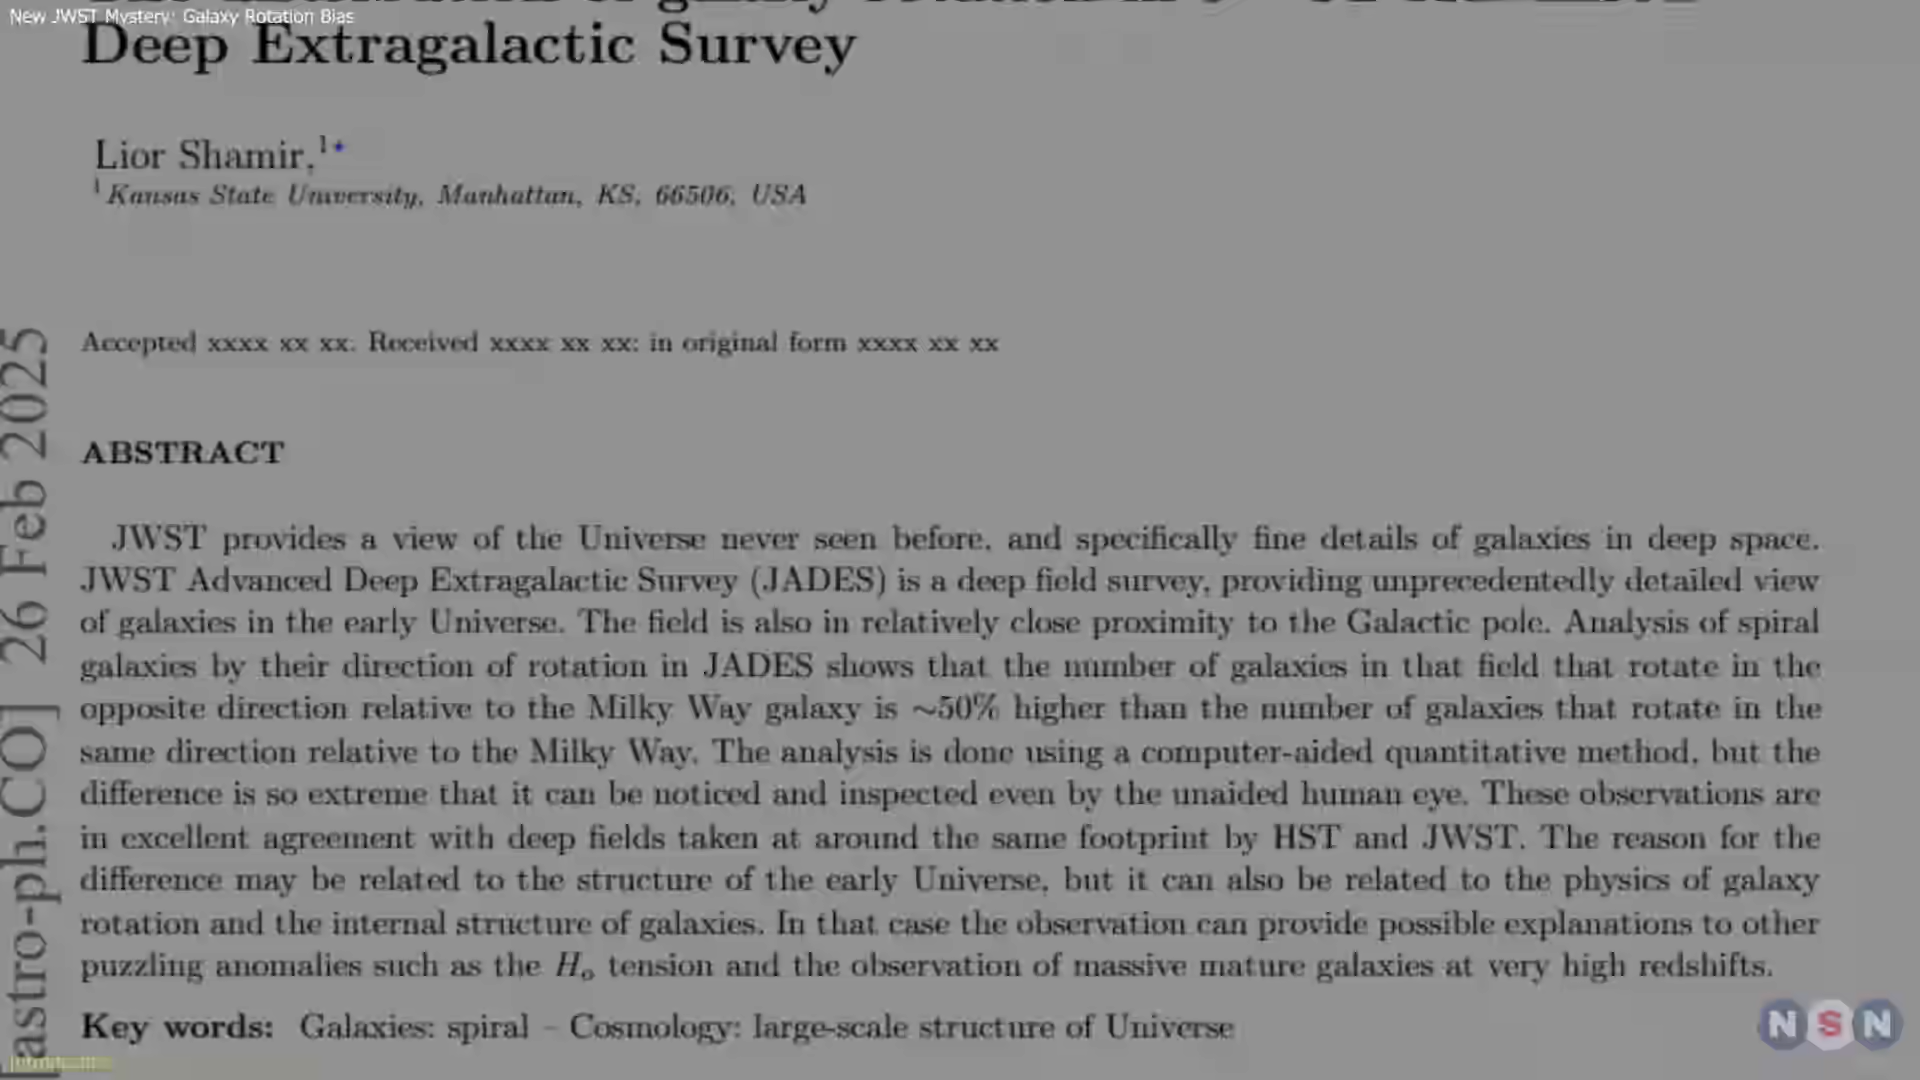 New JWST Mystery: Galaxy Rotation Bias
Deep Extragalactic Survey
Lior Shamir,1⋆
1 Kansas State University, Manhattan, KS, 66506, USA
Accepted xxxx xx xx. Received xxxx xx xx; in original form xxxx xx xx
astro-ph.CO] 26 Feb 2025
ABSTRACT
JWST provides a view of the Universe never seen before, and specifically fine details of galaxies in deep space.
JWST Advanced Deep Extragalactic Survey (JADES) is a deep field survey, providing unprecedentedly detailed view
of galaxies in the early Universe. The field is also in relatively close proximity to the Galactic pole. Analysis of spiral
galaxies by their direction of rotation in JADES shows that the number of galaxies in that field that rotate in the
opposite direction relative to the Milky Way galaxy is ~50% higher than the number of galaxies that rotate in the
same direction relative to the Milky Way. The analysis is done using a computer-aided quantitative method, but the
difference is so extreme that it can be noticed and inspected even by the unaided human eye. These observations are
in excellent agreement with deep fields taken at around the same footprint by HST and JWST. The reason for the
difference may be related to the structure of the early Universe, but it can also be related to the physics of galaxy
rotation and the internal structure of galaxies. In that case the observation can provide possible explanations to other
puzzling anomalies such as the Ho tension and the observation of massive mature galaxies at very high redshifts.
Key words: Galaxies: spiral – Cosmology: large-scale structure of Universe
NSN